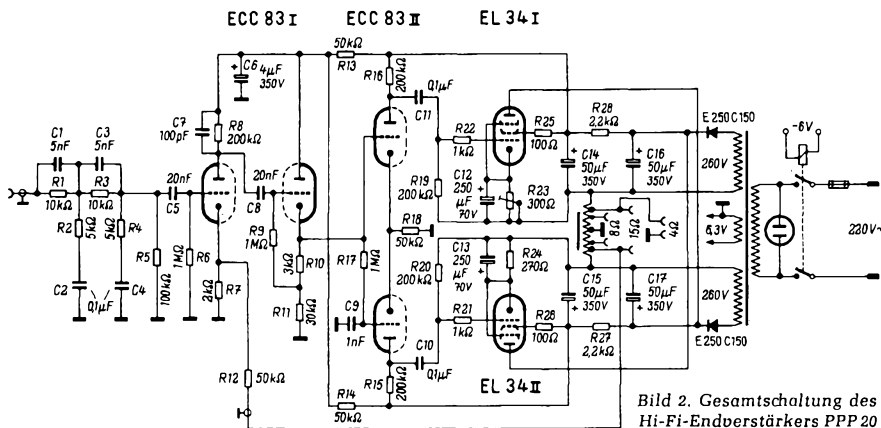 ECC 83 I
ECC 83 II
EL 34 I
50kΩ
R13
C6
4µF
350V
R16
200kΩ
0,1µF
C11
C7
100pF
R8
200kΩ
C1
5nF
C3
5nF
R1
10kΩ
R3
10kΩ
R2
5kΩ
5kΩ
R4
C2
0,1µF
C4
R5
100kΩ
20nF
C5
1MΩ
R6
2kΩ
R7
20nF
C8
R9
1MΩ
3kΩ
R10
R11
30kΩ
R12
50kΩ
R17
1MΩ
C9
1nF
R18
50kΩ
R19
200kΩ
R20
200kΩ
R22
1kΩ
R21
1kΩ
C12
250
µF
70V
R23
300Ω
C13
250
µF
70V
R24
270Ω
R25
100Ω
R28
2,2kΩ
C14
50µF
350V
C16
50µF
350V
8Ω
15Ω
4Ω
C15
50µF
350V
C17
50µF
350V
R26
100Ω
R27
2,2kΩ
C10
0,1µF
R15
200kΩ
R14
50kΩ
EL 34 II
E 250 C 150
260V
6,3V
260V
E 250 C 150
-6V
220V~
Bild 2. Gesamtschaltung des
Hi-Fi-Endverstärkers PPP 20